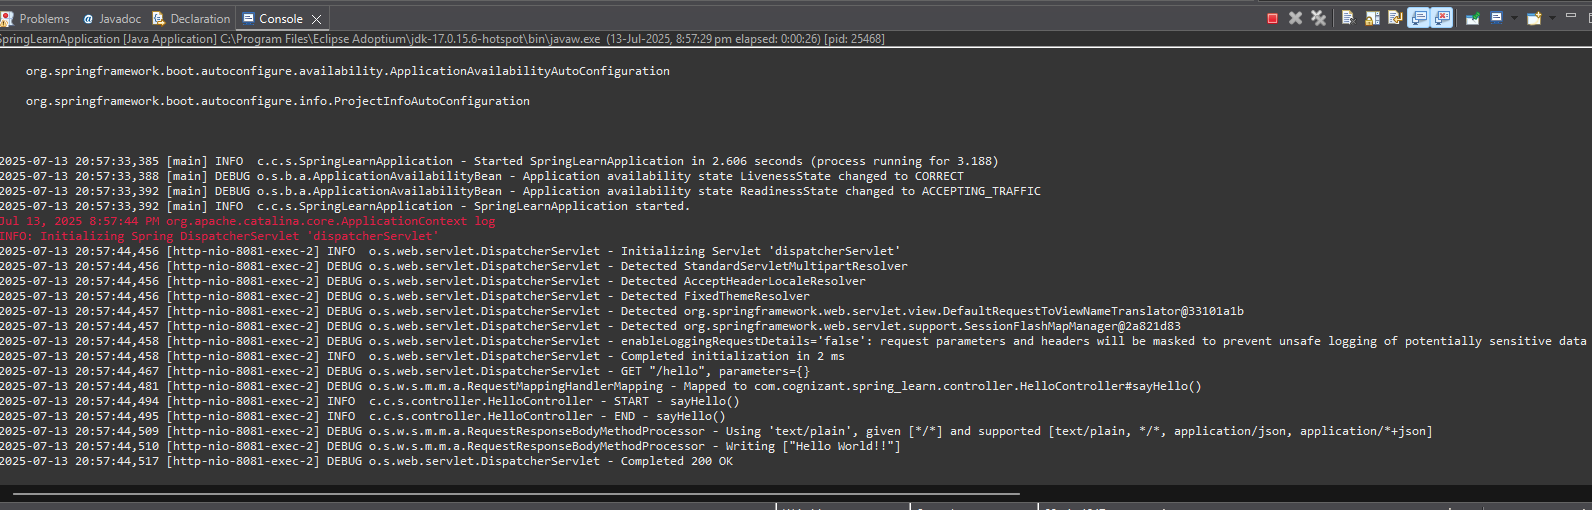 Problems Javadoc Declaration Console
SpringLearnApplication [Java Application] C:\Program Files\Eclipse Adoptium\jdk-17.0.15.6-hotspot\bin\javaw.exe (13-Jul-2025, 8:57:29 pm elapsed: 0:00:26) [pid: 25468]
org.springframework.boot.autoconfigure.availability.ApplicationAvailabilityAutoConfiguration
org.springframework.boot.autoconfigure.info.ProjectInfoAutoConfiguration
2025-07-13 20:57:33,385 [main] INFO  c.c.s.SpringLearnApplication - Started SpringLearnApplication in 2.606 seconds (process running for 3.188)
2025-07-13 20:57:33,388 [main] DEBUG o.s.b.a.ApplicationAvailabilityBean - Application availability state LivenessState changed to CORRECT
2025-07-13 20:57:33,392 [main] DEBUG o.s.b.a.ApplicationAvailabilityBean - Application availability state ReadinessState changed to ACCEPTING_TRAFFIC
2025-07-13 20:57:33,392 [main] INFO  c.c.s.SpringLearnApplication - SpringLearnApplication started.
Jul 13, 2025 8:57:44 PM org.apache.catalina.core.ApplicationContext log
INFO: Initializing Spring DispatcherServlet 'dispatcherServlet'
2025-07-13 20:57:44,456 [http-nio-8081-exec-2] INFO  o.s.web.servlet.DispatcherServlet - Initializing Servlet 'dispatcherServlet'
2025-07-13 20:57:44,456 [http-nio-8081-exec-2] DEBUG o.s.web.servlet.DispatcherServlet - Detected StandardServletMultipartResolver
2025-07-13 20:57:44,456 [http-nio-8081-exec-2] DEBUG o.s.web.servlet.DispatcherServlet - Detected AcceptHeaderLocaleResolver
2025-07-13 20:57:44,456 [http-nio-8081-exec-2] DEBUG o.s.web.servlet.DispatcherServlet - Detected FixedThemeResolver
2025-07-13 20:57:44,457 [http-nio-8081-exec-2] DEBUG o.s.web.servlet.DispatcherServlet - Detected org.springframework.web.servlet.view.DefaultRequestToViewNameTranslator@33101a1b
2025-07-13 20:57:44,457 [http-nio-8081-exec-2] DEBUG o.s.web.servlet.DispatcherServlet - Detected org.springframework.web.servlet.support.SessionFlashMapManager@2a821d83
2025-07-13 20:57:44,458 [http-nio-8081-exec-2] DEBUG o.s.web.servlet.DispatcherServlet - enableLoggingRequestDetails='false': request parameters and headers will be masked to prevent unsafe logging of potentially sensitive data
2025-07-13 20:57:44,458 [http-nio-8081-exec-2] INFO  o.s.web.servlet.DispatcherServlet - Completed initialization in 2 ms
2025-07-13 20:57:44,467 [http-nio-8081-exec-2] DEBUG o.s.web.servlet.DispatcherServlet - GET "/hello", parameters={}
2025-07-13 20:57:44,481 [http-nio-8081-exec-2] DEBUG o.s.w.s.m.m.a.RequestMappingHandlerMapping - Mapped to com.cognizant.spring_learn.controller.HelloController#sayHello()
2025-07-13 20:57:44,494 [http-nio-8081-exec-2] INFO  c.c.s.controller.HelloController - START - sayHello()
2025-07-13 20:57:44,495 [http-nio-8081-exec-2] INFO  c.c.s.controller.HelloController - END - sayHello()
2025-07-13 20:57:44,509 [http-nio-8081-exec-2] DEBUG o.s.w.s.m.m.a.RequestResponseBodyMethodProcessor - Using 'text/plain', given [*/*] and supported [text/plain, */*, application/json, application/*+json]
2025-07-13 20:57:44,510 [http-nio-8081-exec-2] DEBUG o.s.w.s.m.m.a.RequestResponseBodyMethodProcessor - Writing ["Hello World!!"]
2025-07-13 20:57:44,517 [http-nio-8081-exec-2] DEBUG o.s.web.servlet.DispatcherServlet - Completed 200 OK